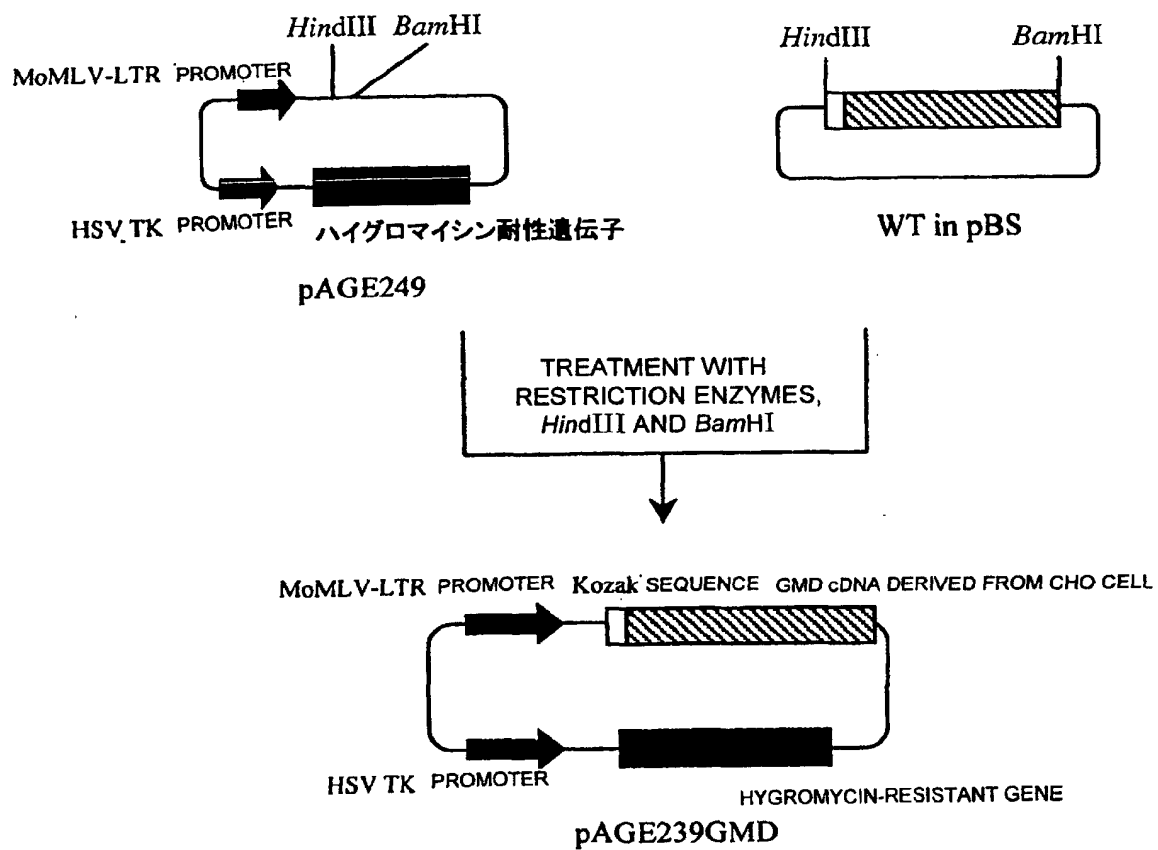 HindIII BamHI
MoMLV-LTR PROMOTER
HSV TK PROMOTER
ハイグロマイシン耐性遺伝子
pAGE249
HindIII BamHI
WT in pBS
TREATMENT WITH
RESTRICTION ENZYMES,
HindIII AND BamHI
MoMLV-LTR PROMOTER Kozak SEQUENCE GMD cDNA DERIVED FROM CHO CELL
HSV TK PROMOTER
HYGROMYCIN-RESISTANT GENE
pAGE239GMD